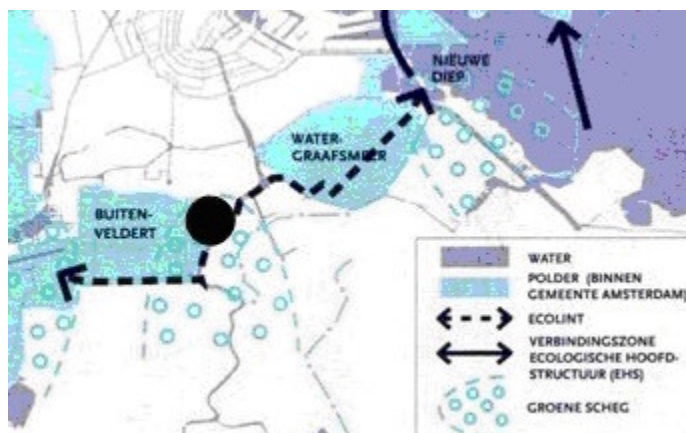 NIEUWE
DIEP
WATER-
GRAAFSMEER
BUITEN-
VELDERT
WATER
POLDER (BINNEN
GEMEENTE AMSTERDAM)
ECOLINT
VERBINDINGSZONE
ECOLOGISCHE HOOFD-
STRUCTUUR (EHS)
GROENE SCHEG